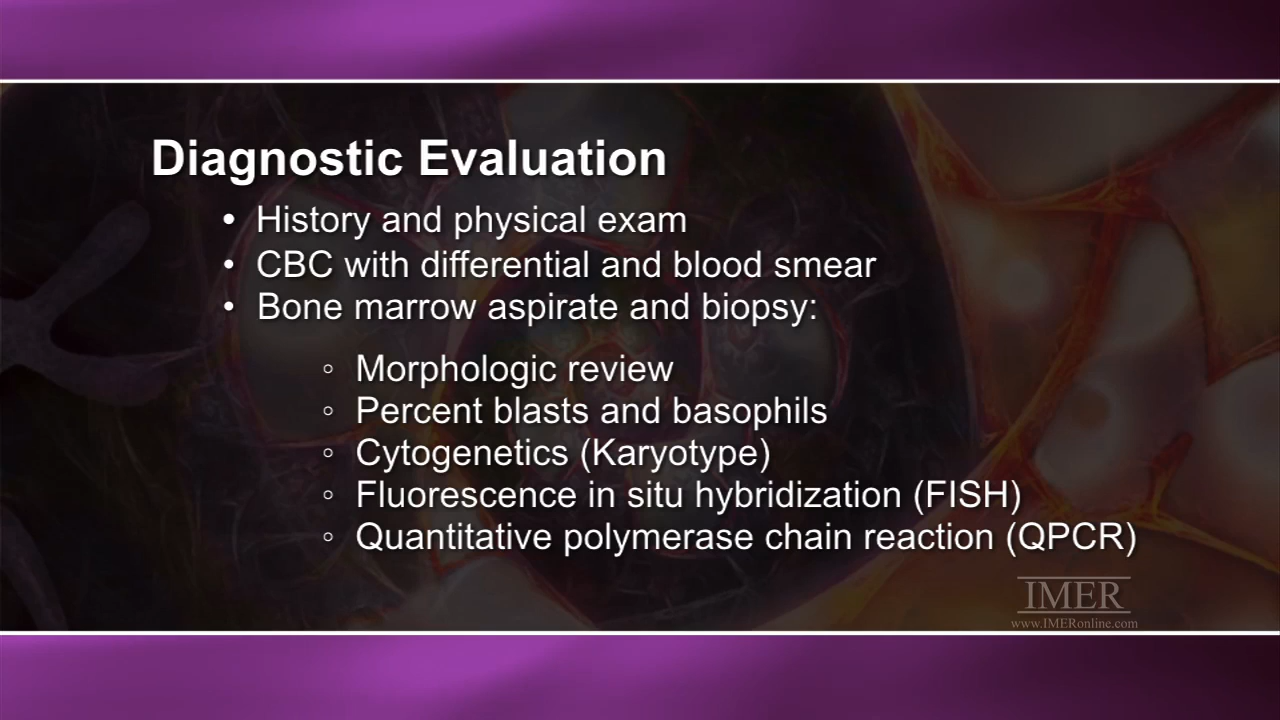 Diagnostic Evaluation
• History and physical exam
• CBC with differential and blood smear
• Bone marrow aspirate and biopsy:
◦ Morphologic review
◦ Percent blasts and basophils
◦ Cytogenetics (Karyotype)
◦ Fluorescence in situ hybridization (FISH)
◦ Quantitative polymerase chain reaction (QPCR)
IMER
www.IMERonline.com